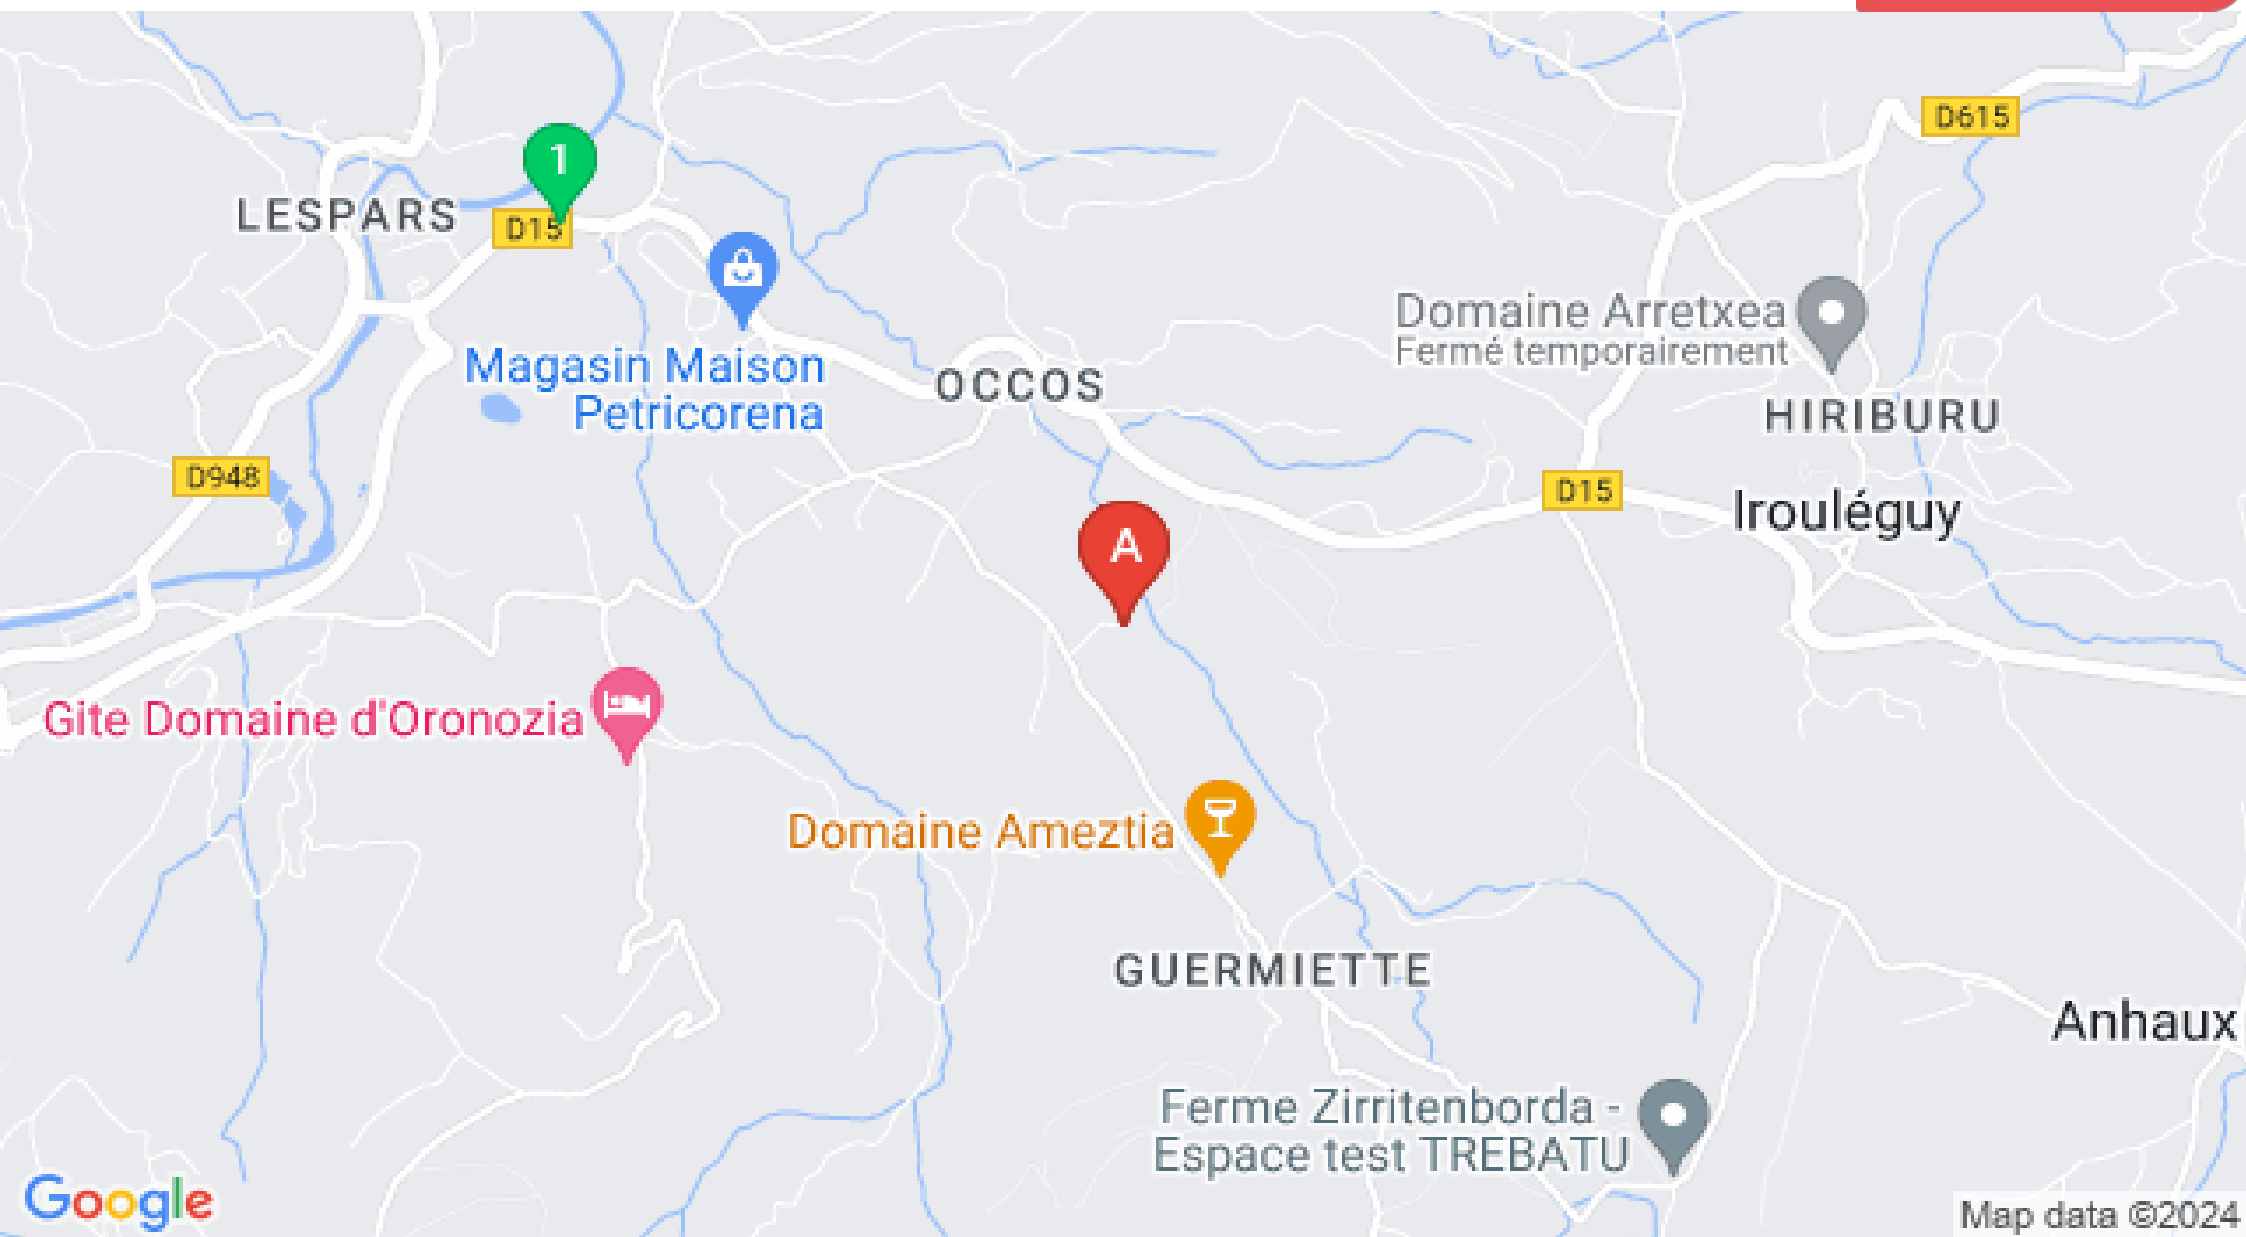 D615
1
LESPARS
D15
Domaine Arretxea
Fermé temporairement
Magasin Maison
Petricorena
OCCOS
HIRIBURU
D948
D15
Irouléguy
A
Gite Domaine d'Oronozia
Domaine Ameztia
GUERMIETTE
Anhaux
Ferme Zirritenborda -
Espace test TREBATU
Google
Map data ©2024